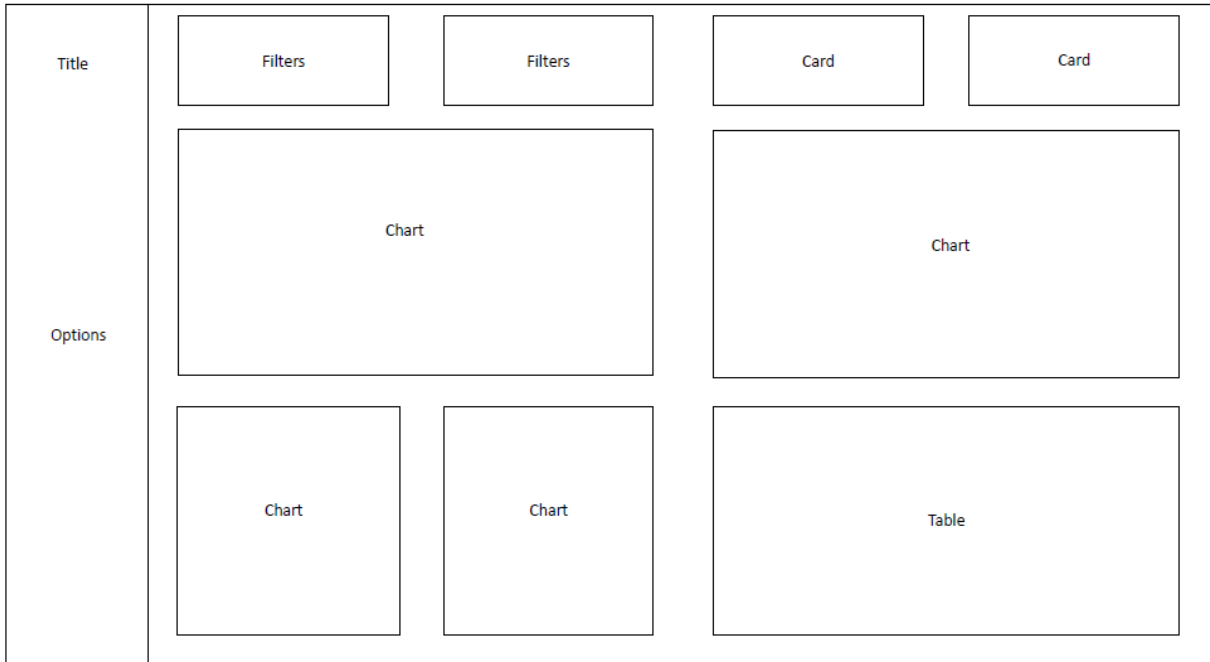 Title
Filters
Filters
Card
Card
Chart
Chart
Options
Chart
Chart
Table